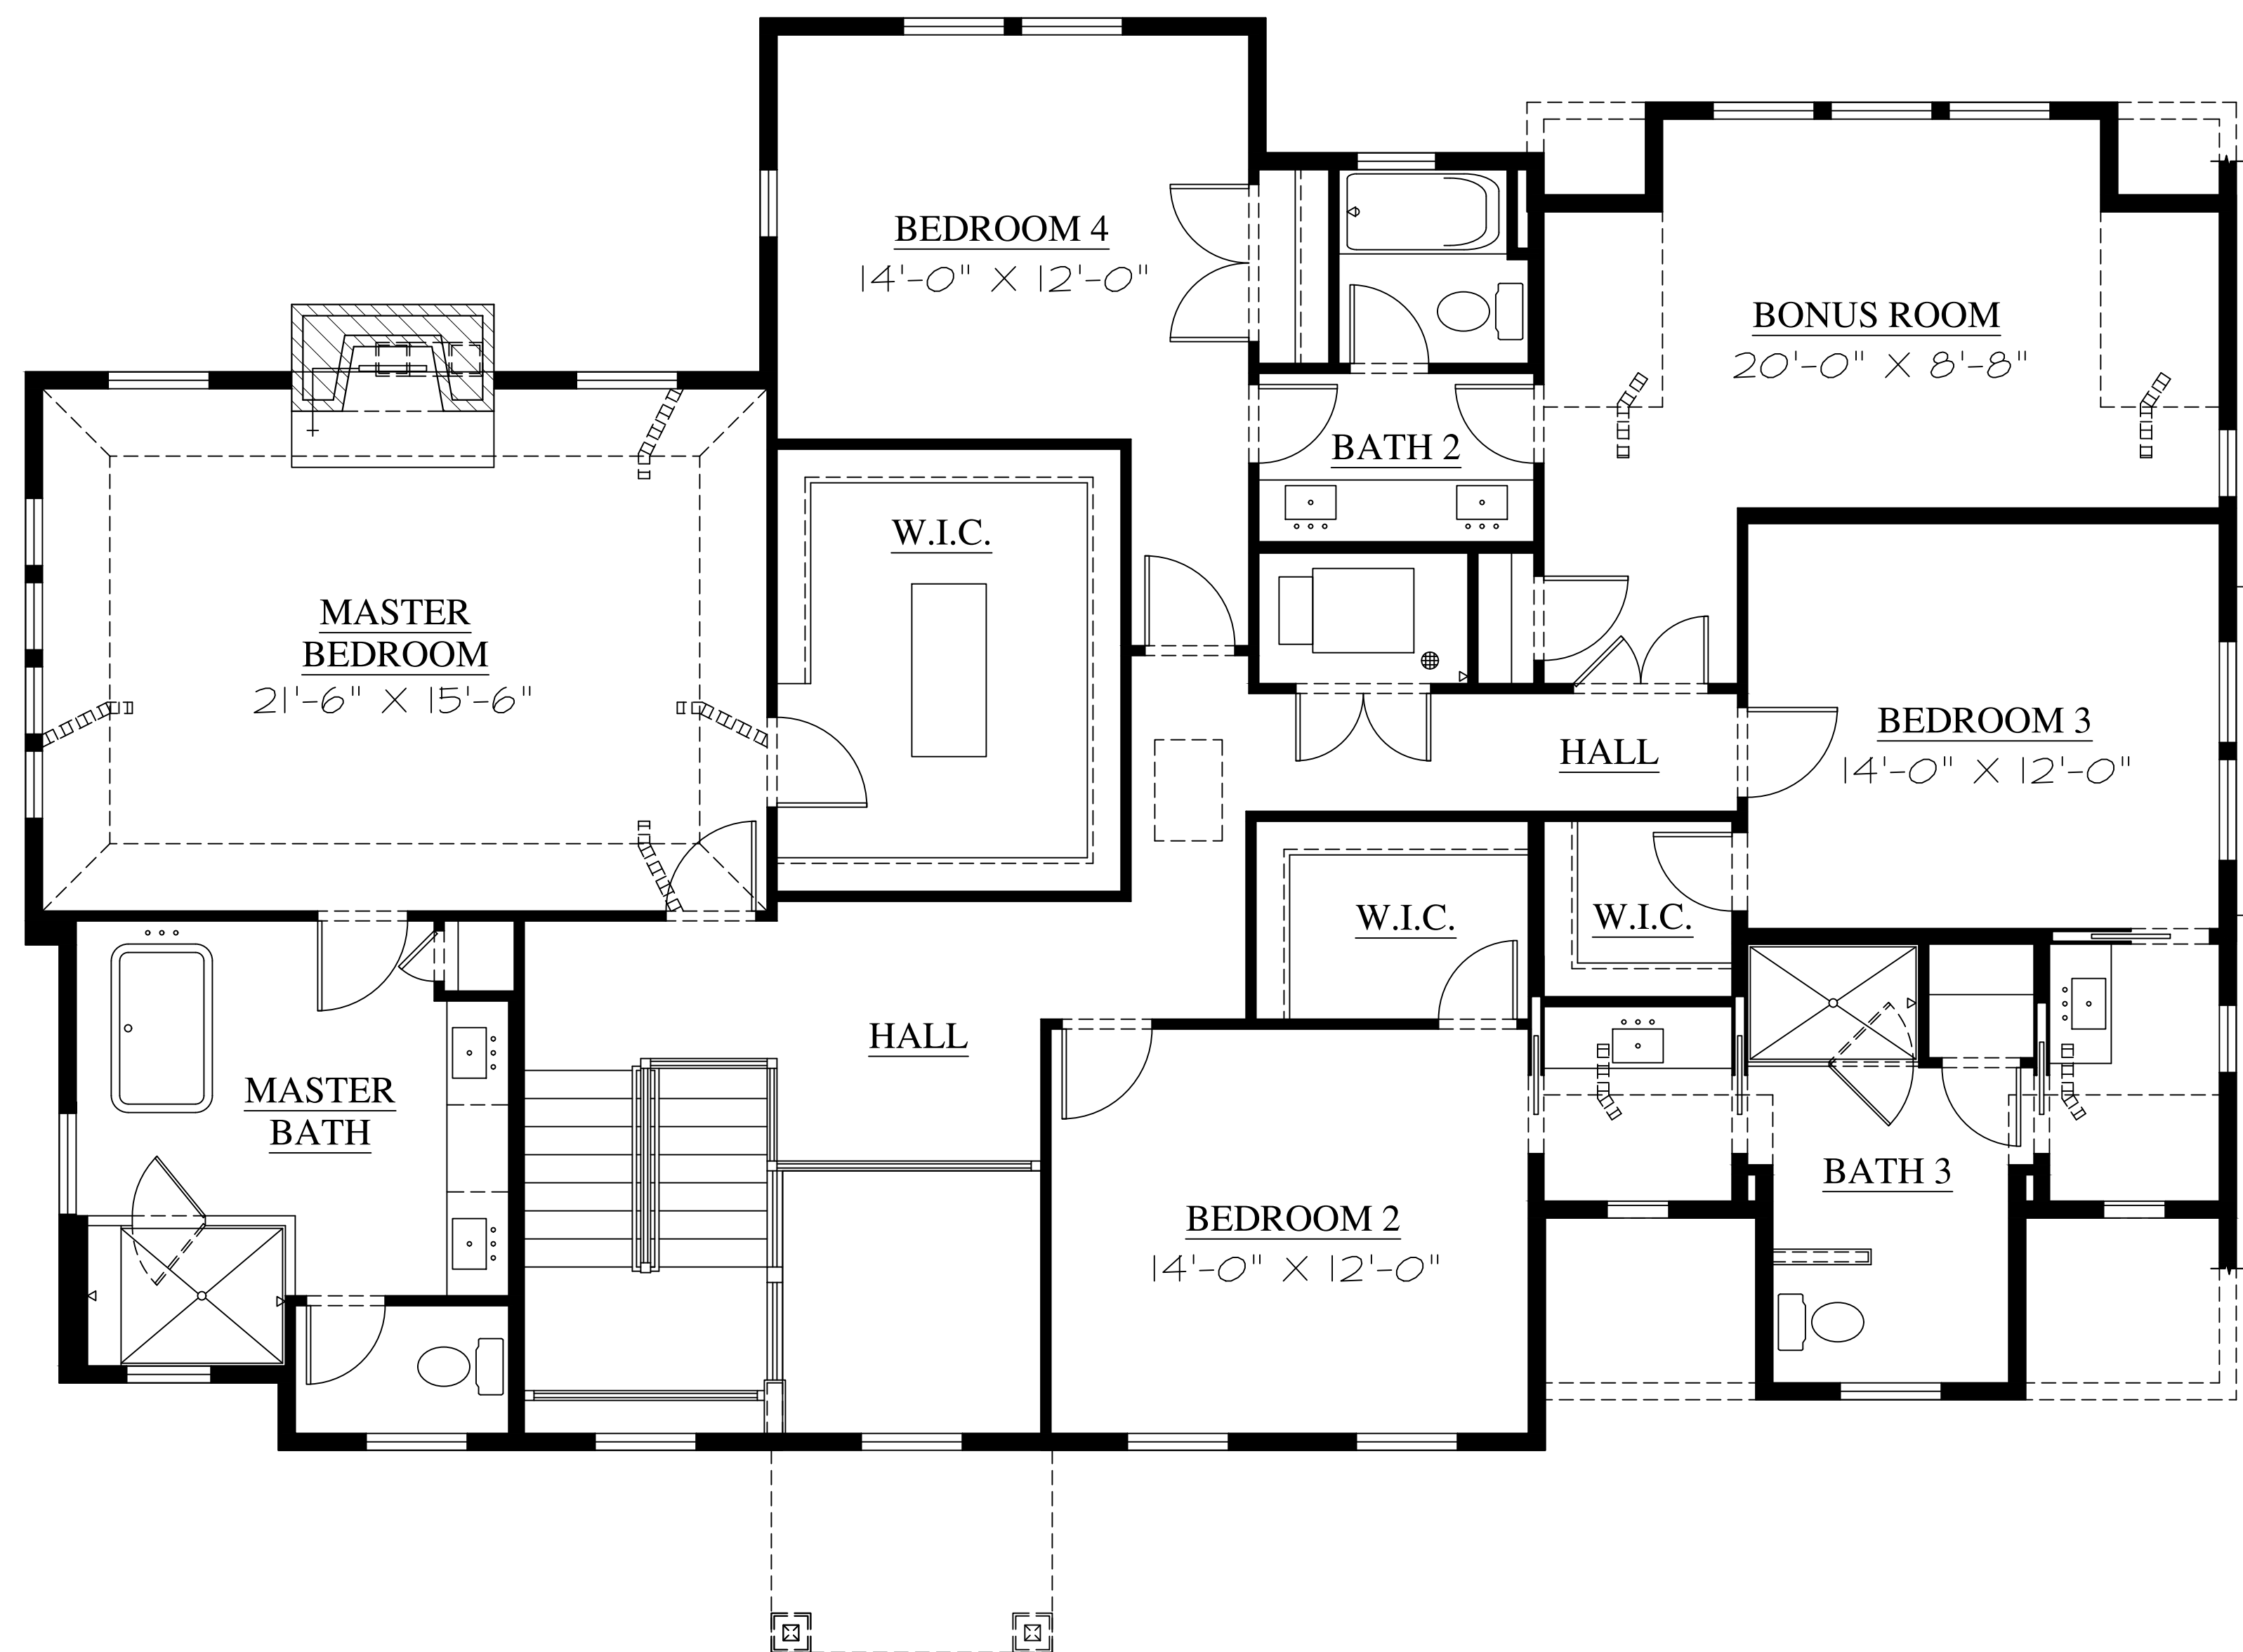 BEDROOM 4
14'-0" X 12'-0"
BONUS ROOM
20'-0" X 8'-8"
BATH 2
W.I.C.
MASTER
BEDROOM
21'-6" X 15'-6"
BEDROOM 3
14'-0" X 12'-0"
HALL
W.I.C.
W.I.C.
HALL
MASTER
BATH
BATH 3
BEDROOM 2
14'-0" X 12'-0"